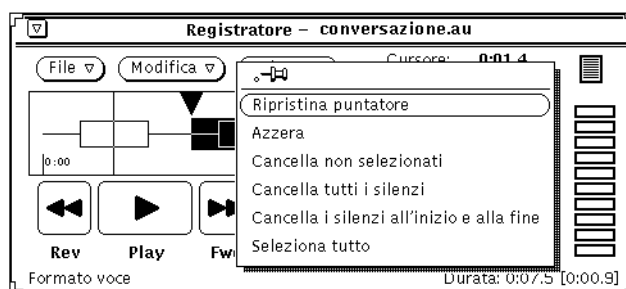 Registratore – conversazione.au
File Modifica Cursore: 0:01.4
Ripristina puntatore
Azzera
Cancella non selezionati
0:00
Cancella tutti i silenzi
Cancella i silenzi all'inizio e alla fine
Seleziona tutto
Rev Play
Formato voce Durata: 0:07.5 [0:00.9]